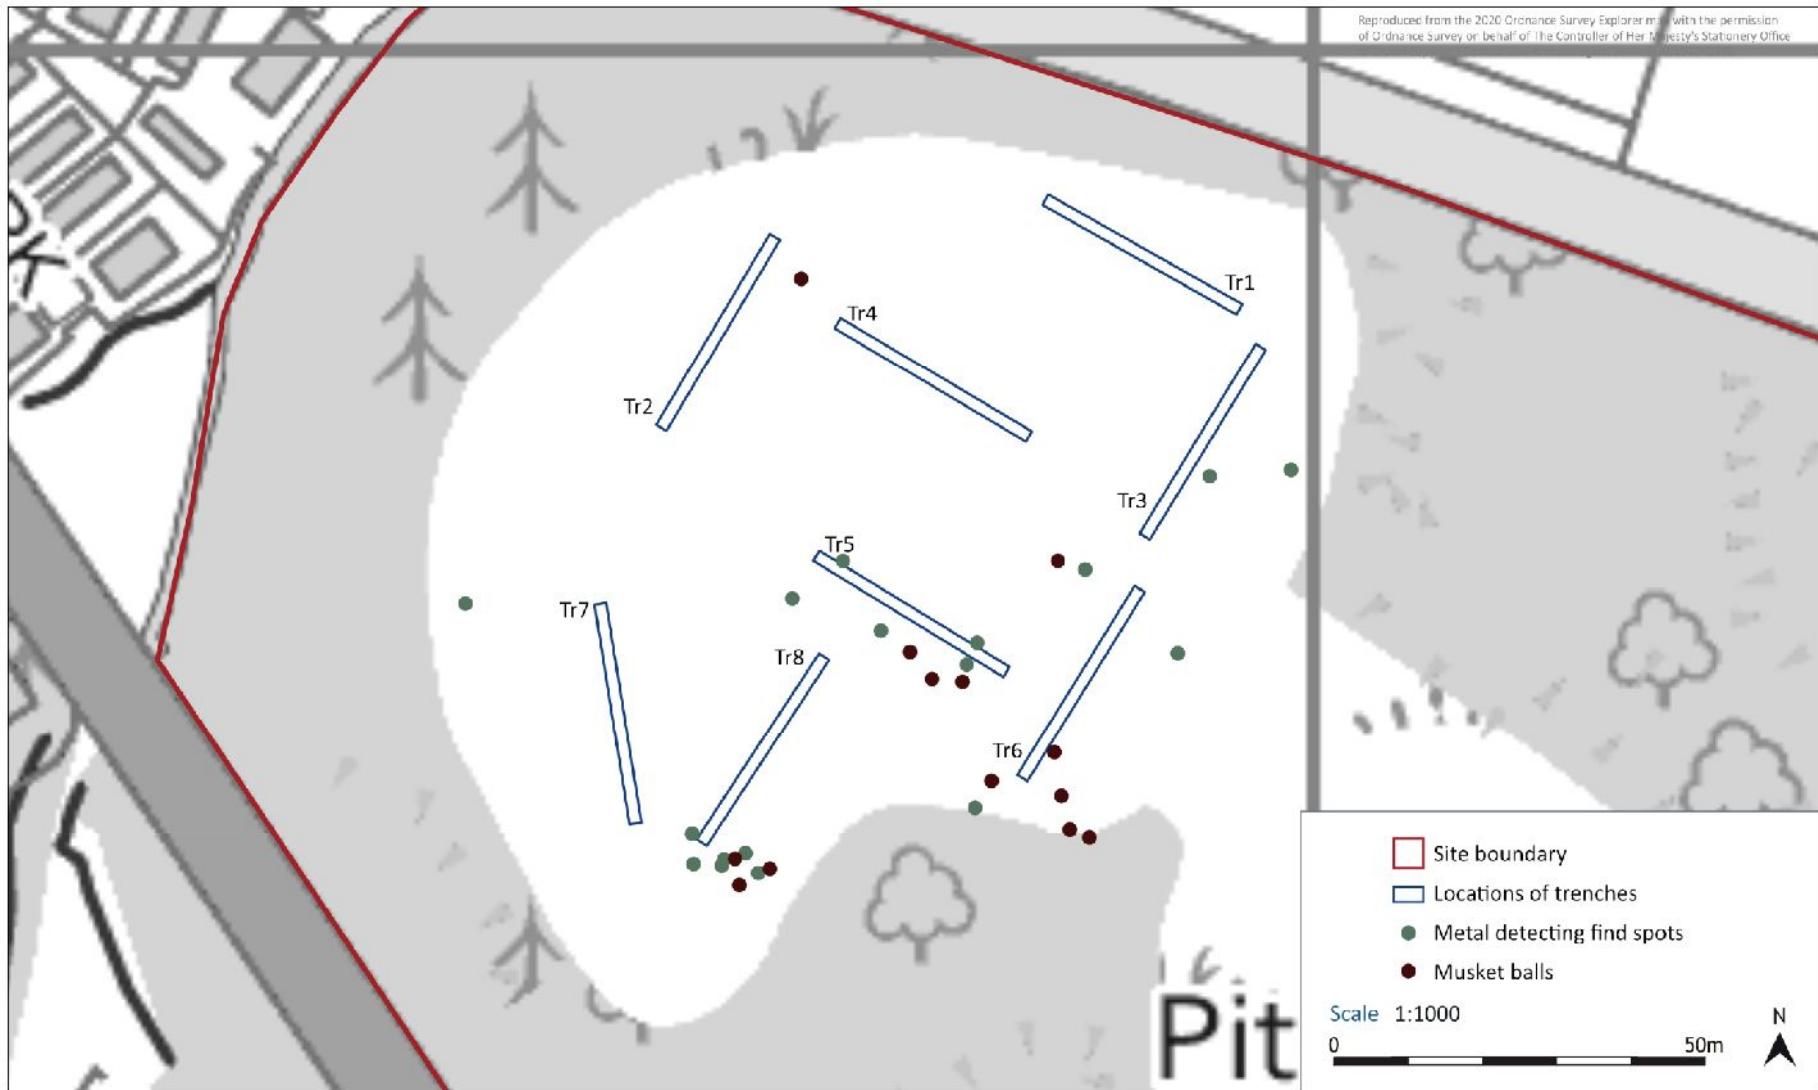 Reproduced from the 2020 Ordnance Survey Explorer map with the permission
of Ordnance Survey on behalf of The Controller of Her Majesty's Stationery Office
Tr1
Tr4
Tr2
Tr3
Tr5
Tr7
Tr8
Tr6
Site boundary
Locations of trenches
Metal detecting find spots
Musket balls
Scale 1:1000
N
0 50m
Pit